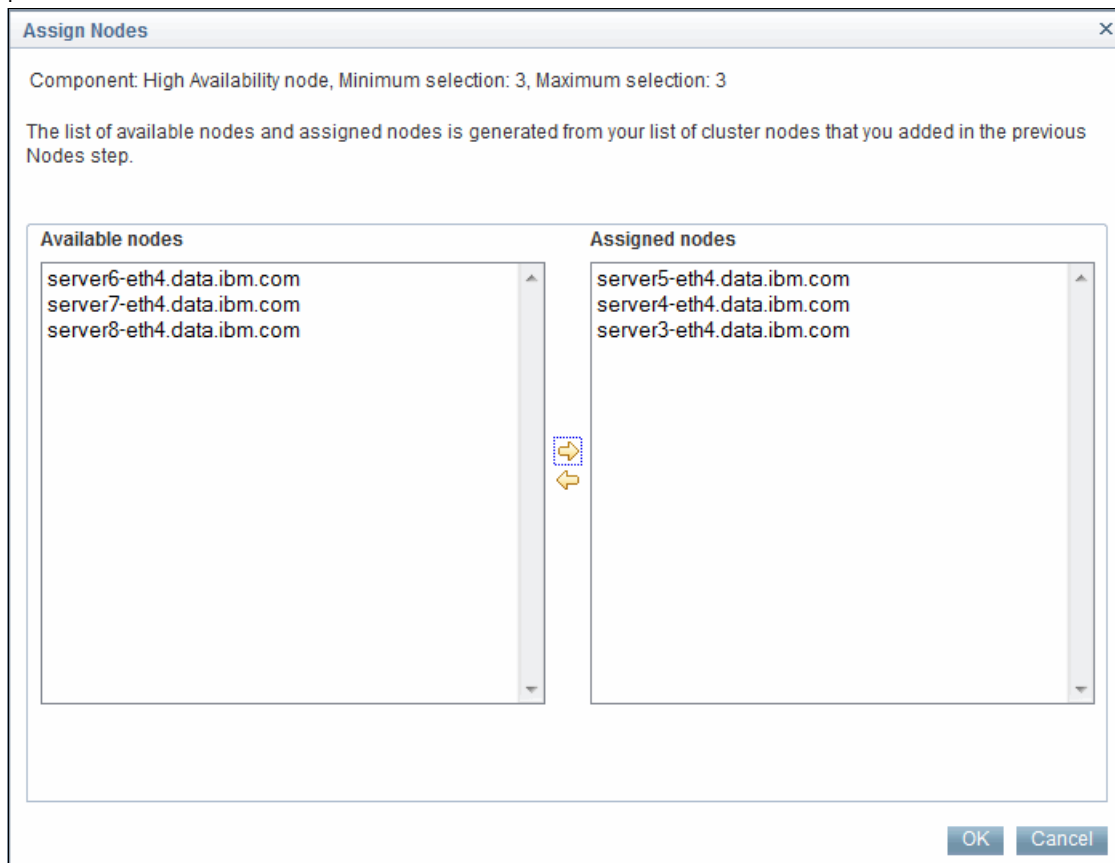 Assign Nodes
Component: High Availability node, Minimum selection: 3, Maximum selection: 3
The list of available nodes and assigned nodes is generated from your list of cluster nodes that you added in the previous
Nodes step.
Available nodes
server6-eth4.data.ibm.com
server7-eth4.data.ibm.com
server8-eth4.data.ibm.com
Assigned nodes
server5-eth4.data.ibm.com
server4-eth4.data.ibm.com
server3-eth4.data.ibm.com
OK
Cancel